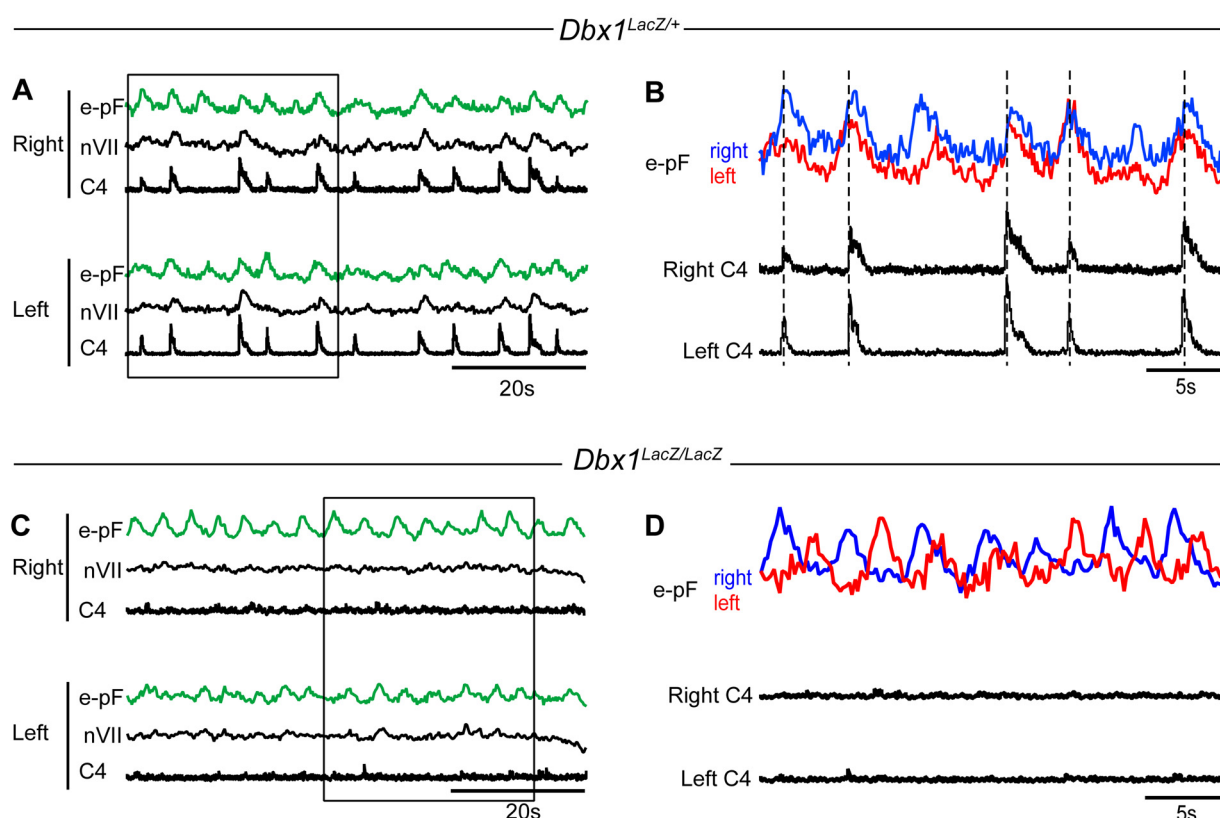 Dbx1LacZ/+
A
Right
e-pF
nVII
C4
Left
e-pF
nVII
C4
20s
B
e-pF
right
left
Right C4
Left C4
5s
Dbx1LacZ/LacZ
C
Right
e-pF
nVII
C4
Left
e-pF
nVII
C4
20s
D
e-pF
right
left
Right C4
Left C4
5s